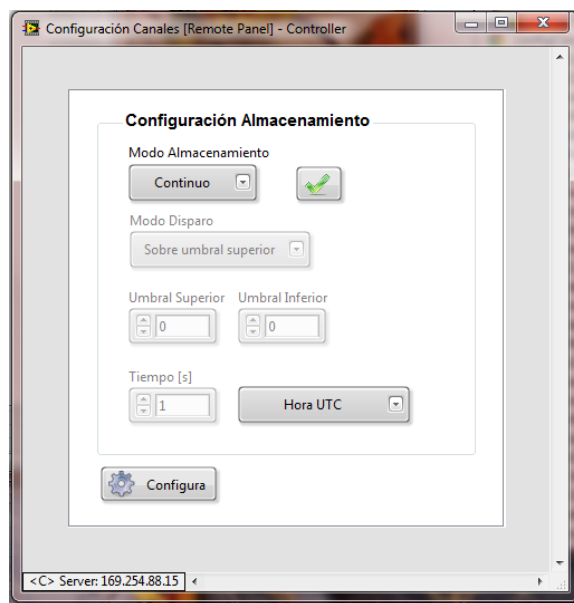 Configuración Canales [Remote Panel] - Controller
Configuración Almacenamiento
Modo Almacenamiento
Continuo
Modo Disparo
Sobre umbral superior
Umbral Superior Umbral Inferior
0 0
Tiempo [s]
1 Hora UTC
Configura
<C> Server: 169.254.88.15